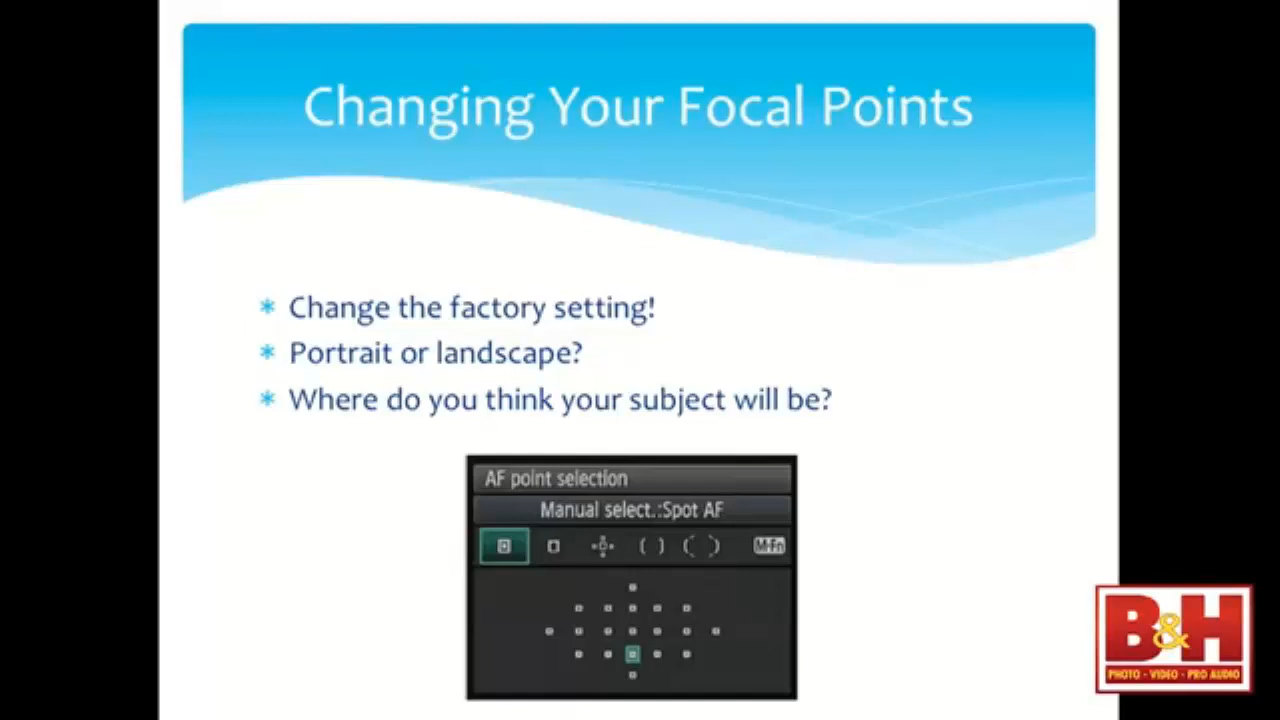 Changing Your Focal Points
* Change the factory setting!
* Portrait or landscape?
* Where do you think your subject will be?
AF point selection
Manual select.:Spot AF
M-Fn
B&H
PHOTO - VIDEO - PRO AUDIO